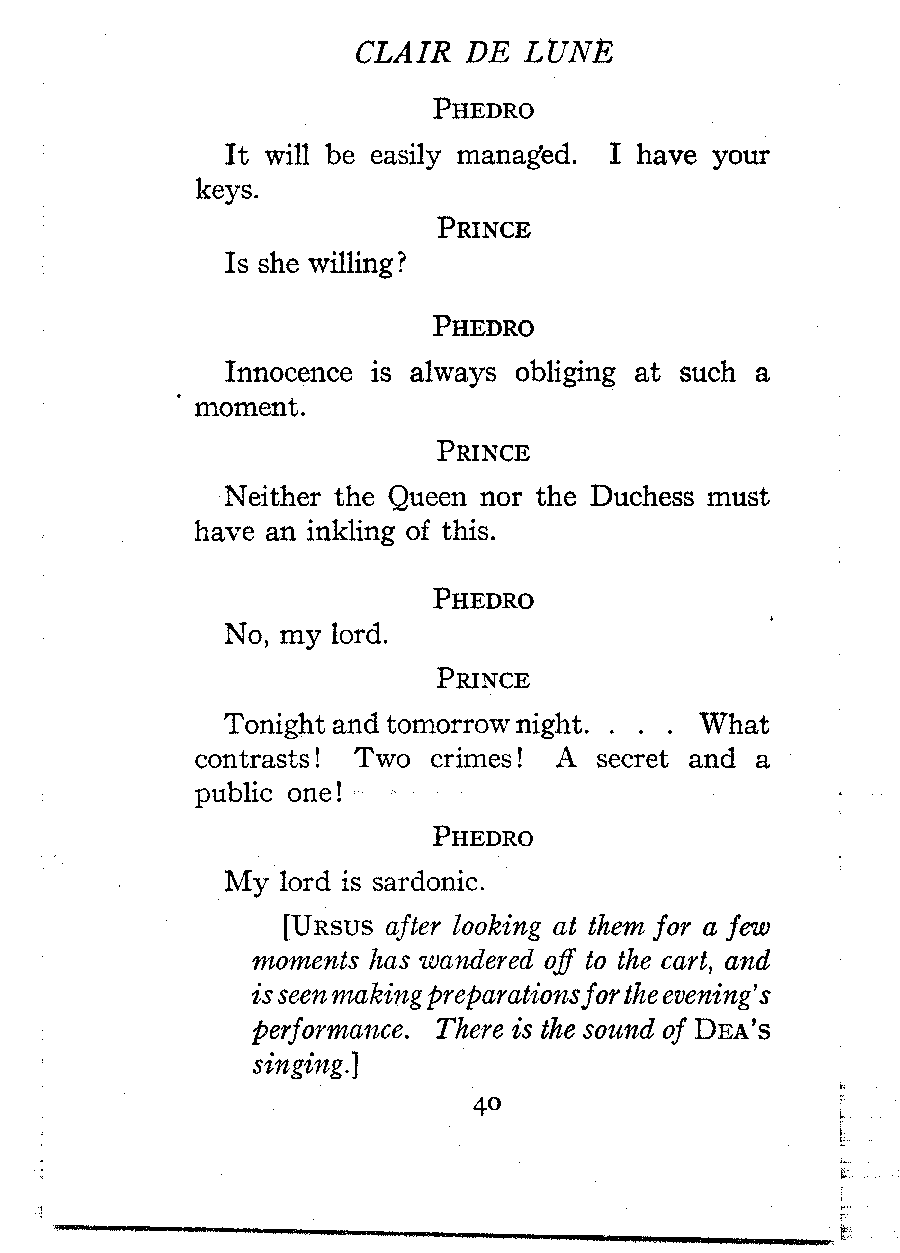 CLAIR DE LUNE
PHEDRO
It will be easily managed. I have your
keys.
PRINCE
Is she willing?
PHEDRO
Innocence is always obliging at such a
moment.
PRINCE
Neither the Queen nor the Duchess must
have an inkling of this.
PHEDRO
No, my lord.
PRINCE
Tonight and tomorrow night. . . . What
contrasts! Two crimes! A secret and a
public one!
PHEDRO
My lord is sardonic.
[URSUS after looking at them for a few
moments has wandered off to the cart, and
is seen making preparations for the evening's
performance. There is the sound of DEA'S
singing.]
40